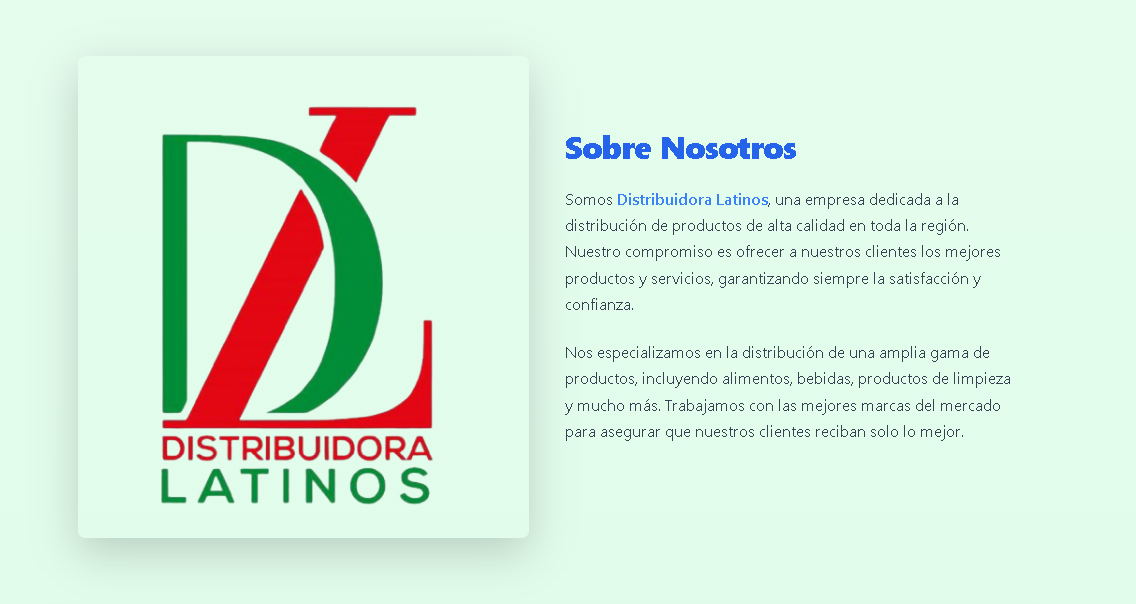 DL
DISTRIBUIDORA
LATINOS
Sobre Nosotros
Somos Distribuidora Latinos, una empresa dedicada a la
distribución de productos de alta calidad en toda la región.
Nuestro compromiso es ofrecer a nuestros clientes los mejores
productos y servicios, garantizando siempre la satisfacción y
confianza.
Nos especializamos en la distribución de una amplia gama de
productos, incluyendo alimentos, bebidas, productos de limpieza
y mucho más. Trabajamos con las mejores marcas del mercado
para asegurar que nuestros clientes reciban solo lo mejor.